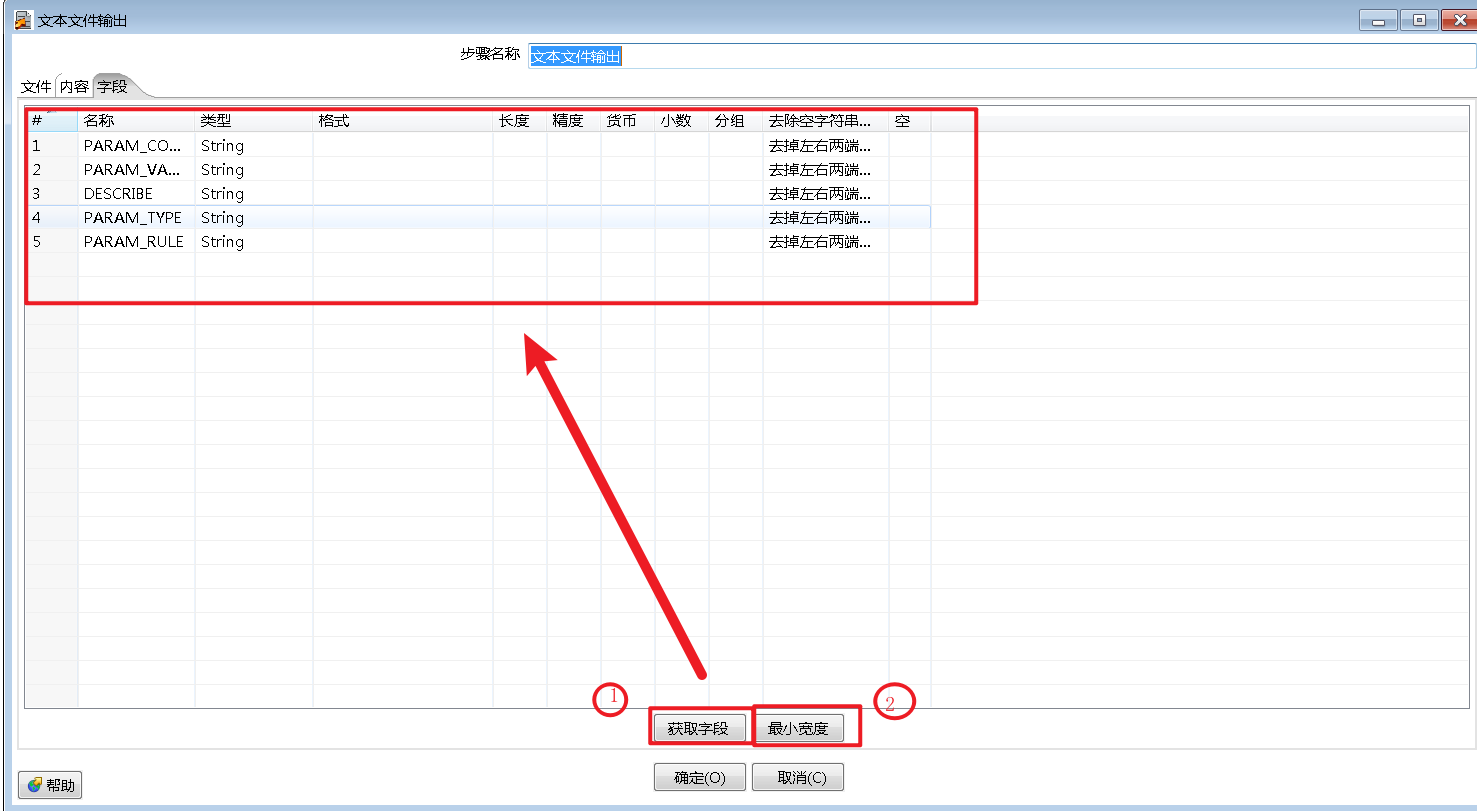 文本文件输出
步骤名称 文本文件输出
文件 内容 字段
# 名称 类型 格式 长度 精度 货币 小数 分组 去除空字符串... 空
1 PARAM_CO... String 去掉左右两端...
2 PARAM_VA... String 去掉左右两端...
3 DESCRIBE String 去掉左右两端...
4 PARAM_TYPE String 去掉左右两端...
5 PARAM_RULE String 去掉左右两端...
1 2
获取字段 最小宽度
确定(O) 取消(C)
帮助